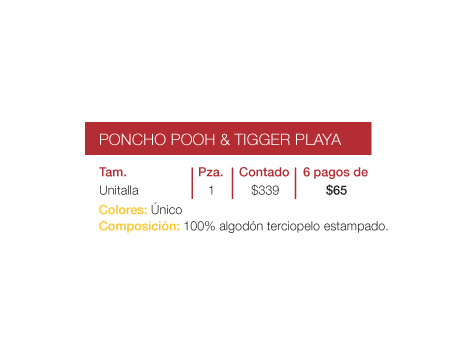 PONCHO POOH & TIGGER PLAYA
Tam. Pza. Contado 6 pagos de
Unitalla 1 $339 $65
Colores: Único
Composición: 100% algodón terciopelo estampado.